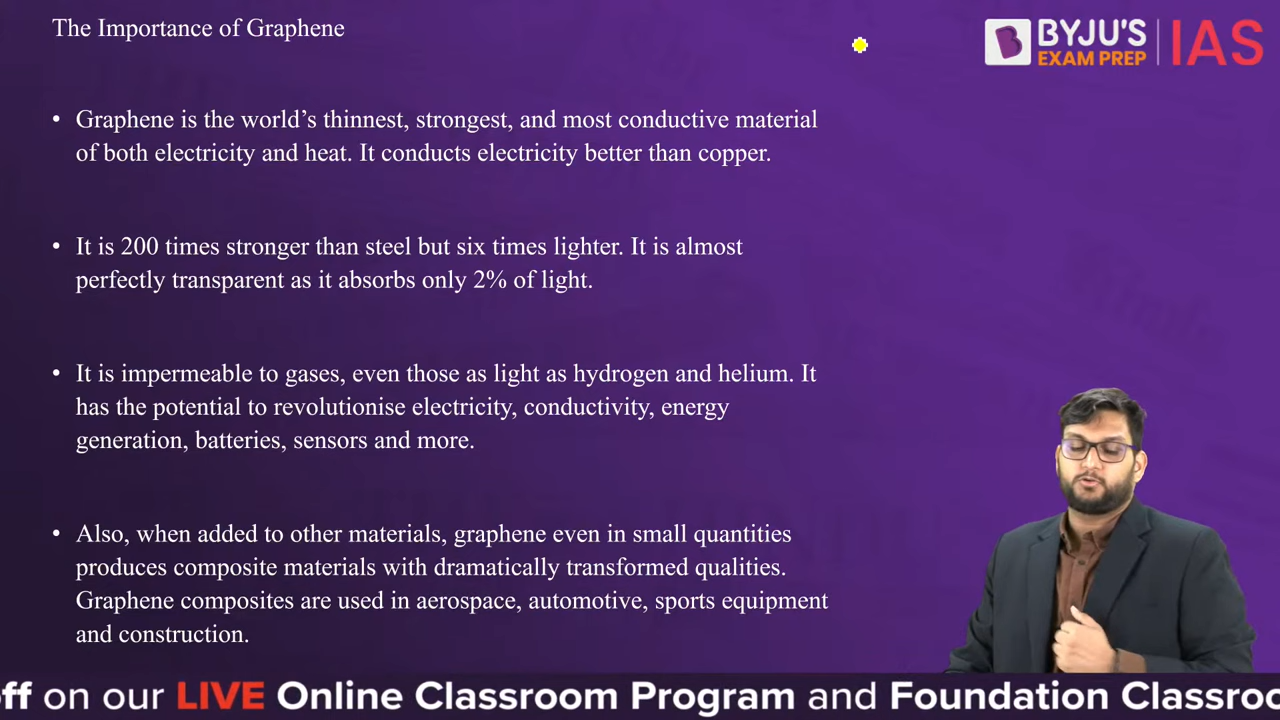 The Importance of Graphene
BYJU'S
EXAM PREP
IAS
• Graphene is the world's thinnest, strongest, and most conductive material
of both electricity and heat. It conducts electricity better than copper.
• It is 200 times stronger than steel but six times lighter. It is almost
perfectly transparent as it absorbs only 2% of light.
• It is impermeable to gases, even those as light as hydrogen and helium. It
has the potential to revolutionise electricity, conductivity, energy
generation, batteries, sensors and more.
• Also, when added to other materials, graphene even in small quantities
produces composite materials with dramatically transformed qualities.
Graphene composites are used in aerospace, automotive, sports equipment
and construction.
off on our LIVE Online Classroom Program and Foundation Classroo